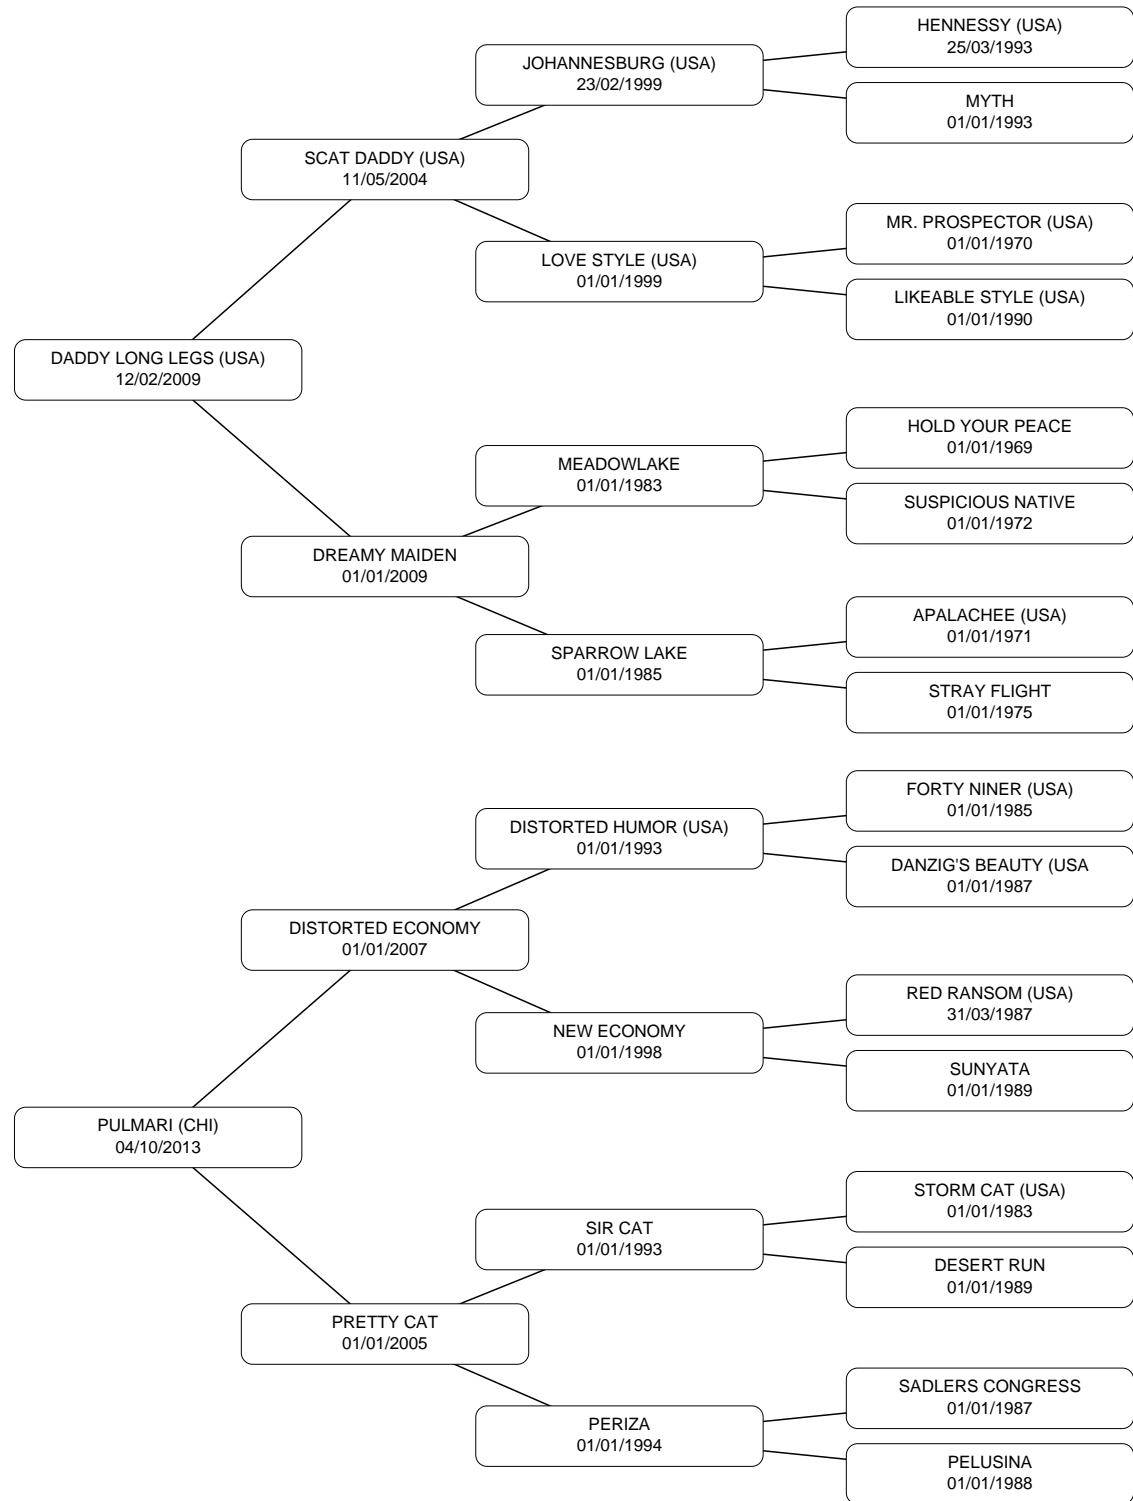 HENNESSY (USA)
25/03/1993
JOHANNESBURG (USA)
23/02/1999
MYTH
01/01/1993
SCAT DADDY (USA)
11/05/2004
MR. PROSPECTOR (USA)
01/01/1970
LOVE STYLE (USA)
01/01/1999
LIKEABLE STYLE (USA)
01/01/1990
DADDY LONG LEGS (USA)
12/02/2009
HOLD YOUR PEACE
01/01/1969
MEADOWLAKE
01/01/1983
SUSPICIOUS NATIVE
01/01/1972
DREAMY MAIDEN
01/01/2009
APALACHEE (USA)
01/01/1971
SPARROW LAKE
01/01/1985
STRAY FLIGHT
01/01/1975
FORTY NINER (USA)
01/01/1985
DISTORTED HUMOR (USA)
01/01/1993
DANZIG'S BEAUTY (USA
01/01/1987
DISTORTED ECONOMY
01/01/2007
RED RANSOM (USA)
31/03/1987
NEW ECONOMY
01/01/1998
SUNYATA
01/01/1989
PULMARI (CHI)
04/10/2013
STORM CAT (USA)
01/01/1983
SIR CAT
01/01/1993
DESERT RUN
01/01/1989
PRETTY CAT
01/01/2005
SADLERS CONGRESS
01/01/1987
PERIZA
01/01/1994
PELUSINA
01/01/1988